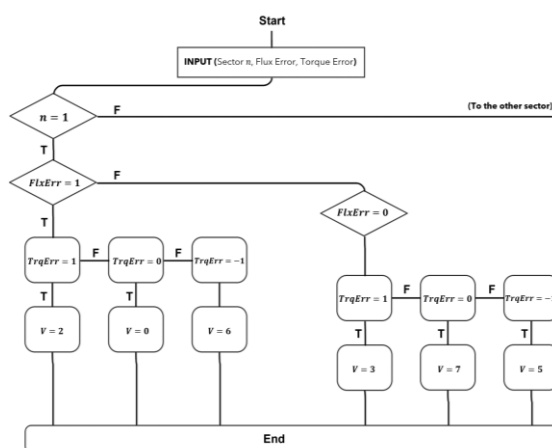 Start
INPUT (Sector n, Flux Error, Torque Error)
n = 1
F
(To the other sector)
T
FlxErr = 1
F
T
FlxErr = 0
TrqErr = 1
F
TrqErr = 0
F
TrqErr = −1
T
T
V = 2
V = 0
V = 6
TrqErr = 1
F
TrqErr = 0
F
TrqErr = −
T
T
T
V = 3
V = 7
V = 5
End